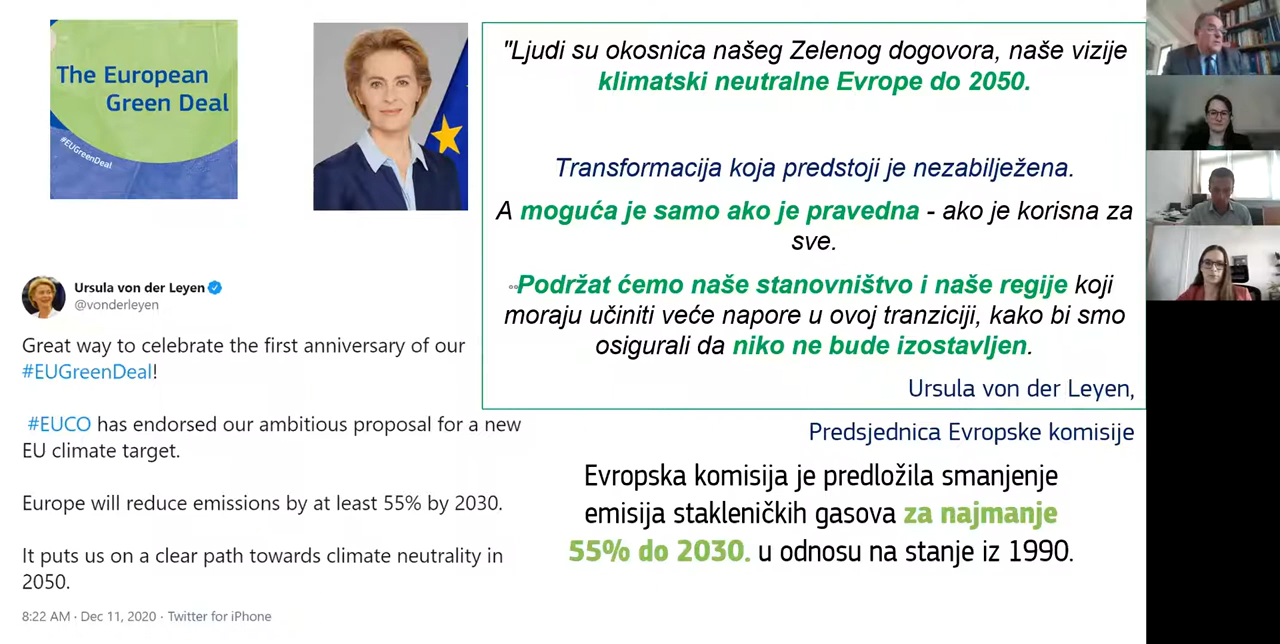 The European
Green Deal
#EUGreenDeal
"Ljudi su okosnica našeg Zelenog dogovora, naše vizije
klimatski neutralne Evrope do 2050.
Transformacija koja predstoji je nezabilježena.
A moguća je samo ako je pravedna - ako je korisna za
sve.
Podržat ćemo naše stanovništvo i naše regije koji
moraju učiniti veće napore u ovoj tranziciji, kako bi smo
osigurali da niko ne bude izostavljen.
Ursula von der Leyen,
Predsjednica Evropske komisije
Evropska komisija je predložila smanjenje
emisija stakleničkih gasova za najmanje
55% do 2030. u odnosu na stanje iz 1990.
Ursula von der Leyen
@vonderleyen
Great way to celebrate the first anniversary of our
#EUGreenDeal!
#EUCO has endorsed our ambitious proposal for a new
EU climate target.
Europe will reduce emissions by at least 55% by 2030.
It puts us on a clear path towards climate neutrality in
2050.
8:22 AM · Dec 11, 2020 · Twitter for iPhone